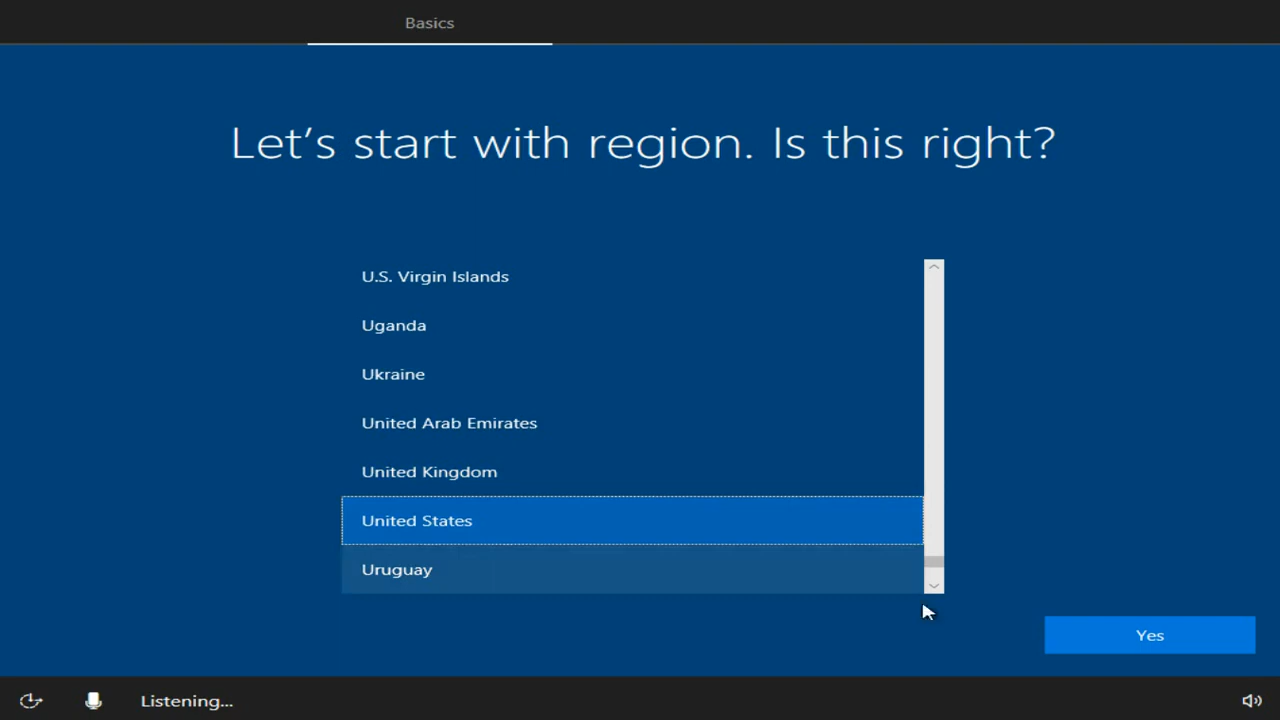 Basics
Let's start with region. Is this right?
U.S. Virgin Islands
Uganda
Ukraine
United Arab Emirates
United Kingdom
United States
Uruguay
Yes
Listening...